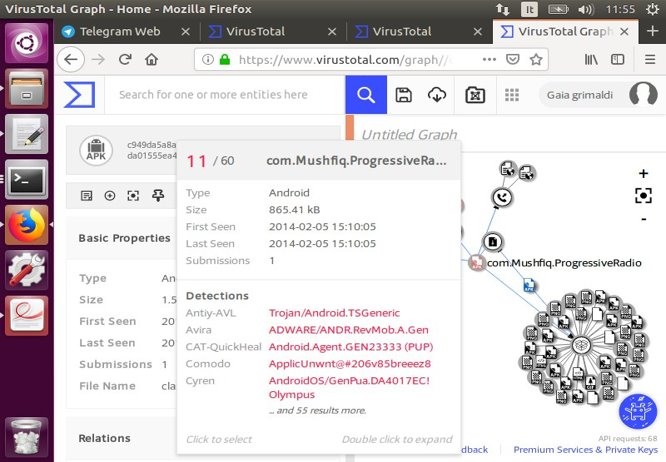 VirusTotal Graph - Home - Mozilla Firefox
It
11:55
Telegram Web
VirusTotal
VirusTotal
VirusTotal Graph
https://www.virustotal.com/graph//
Search for one or more entities here
Gaia grimaldi
APK
c949da5a8a
da01555ea4
Untitled Graph
11 / 60 com.Mushfiq.ProgressiveRa...
Type Android
Size 865.41 kB
First Seen 2014-02-05 15:10:05
Last Seen 2014-02-05 15:10:05
Submissions 1
Detections
Antiy-AVL Trojan/Android.TSGeneric
Avira ADWARE/ANDR.RevMob.A.Gen
CAT-QuickHeal Android.Agent.GEN23333 (PUP)
Comodo ApplicUnwnt@#206v85breeez8
Cyren AndroidOS/GenPua.DA4017EC!
Olympus
... and 55 results more.
Click to select Double click to expand
Basic Properties
Type An
Size 1.5
First Seen 201
Last Seen 201
Submissions 1
File Name cla
Relations
com.Mushfiq.ProgressiveRadio
+
-
API requests: 68
dback Premium Services & Private Keys